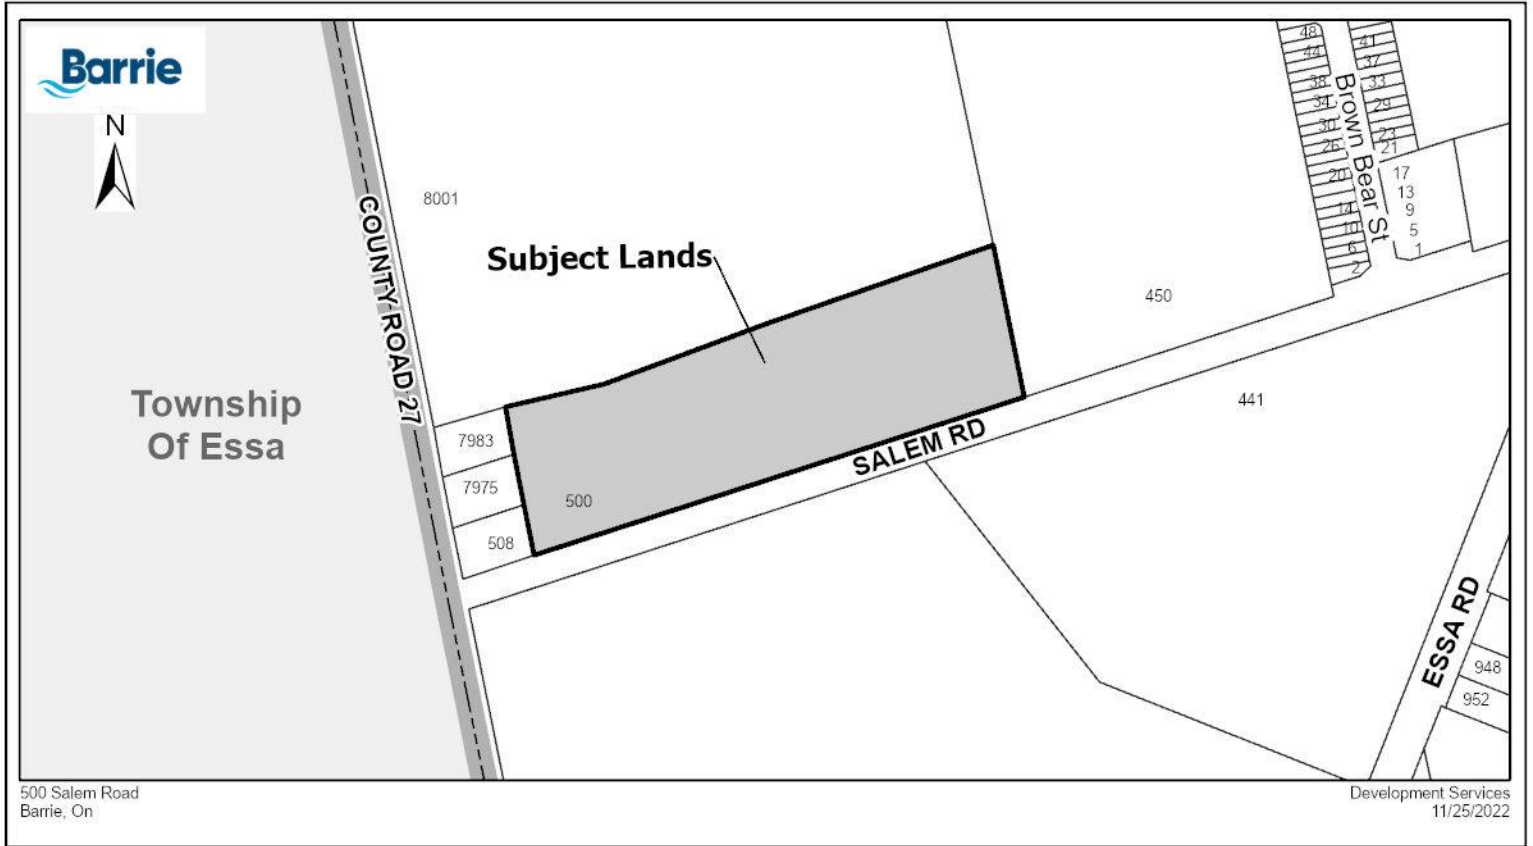 Barrie
N
8001
COUNTY ROAD 27
Subject Lands
Township
Of Essa
7983
7975
508
500
SALEM RD
450
441
48
44
38
34
30
26
20
14
10
6
2
Brown Bear St
41
37
33
29
23
21
17
13
9
5
1
ESSA RD
948
952
500 Salem Road
Barrie, On
Development Services
11/25/2022